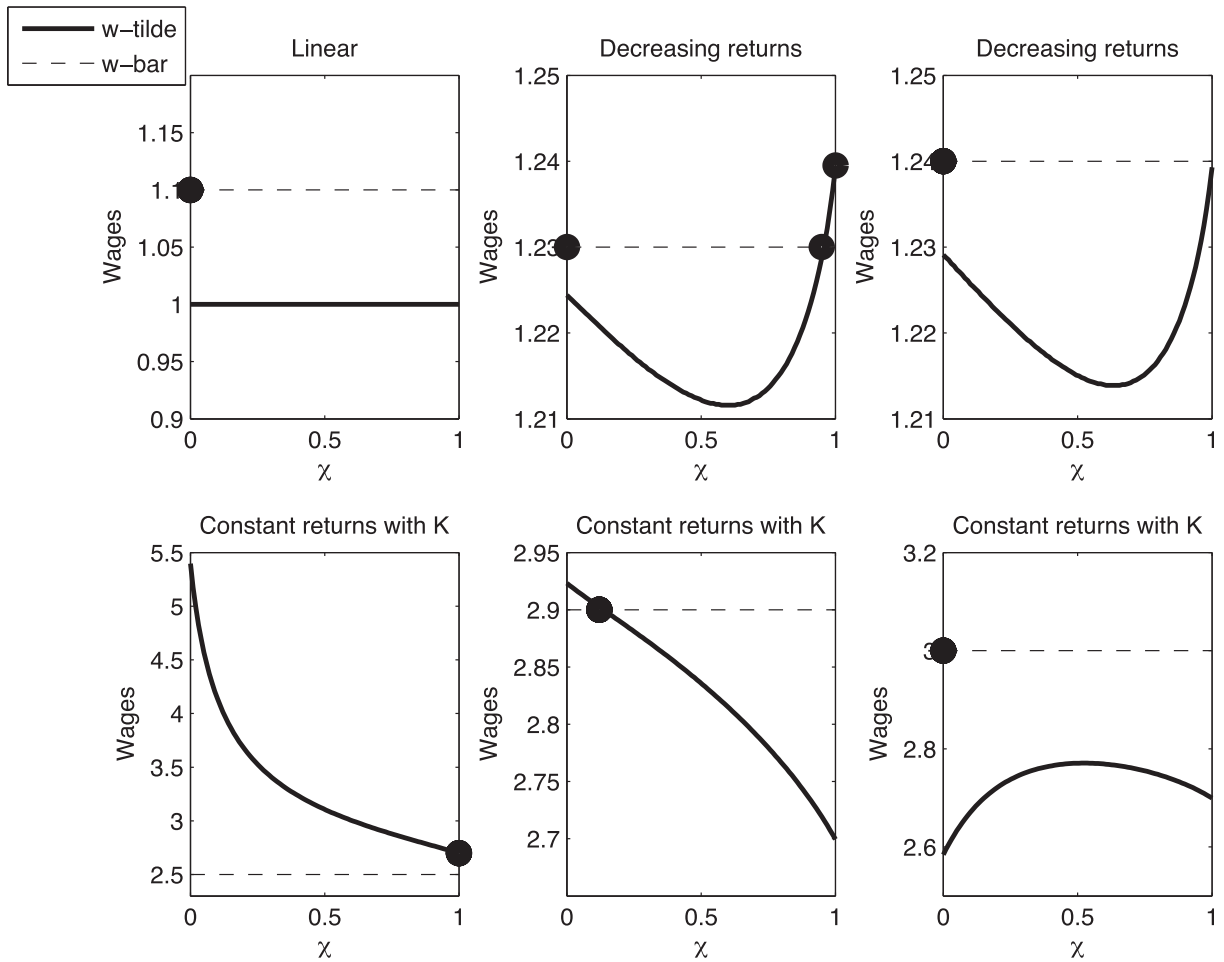 w-tilde
w-bar
Linear
Wages
1.15
1.1
1.05
1
0.95
0.9
0 0.5 1
χ
Decreasing returns
Wages
1.25
1.24
1.23
1.22
1.21
0 0.5 1
χ
Decreasing returns
Wages
1.25
1.24
1.23
1.22
1.21
0 0.5 1
χ
Constant returns with K
Wages
5.5
5
4.5
4
3.5
3
2.5
0 0.5 1
χ
Constant returns with K
Wages
2.95
2.9
2.85
2.8
2.75
2.7
0 0.5 1
χ
Constant returns with K
Wages
3.2
3
2.8
2.6
0 0.5 1
χ